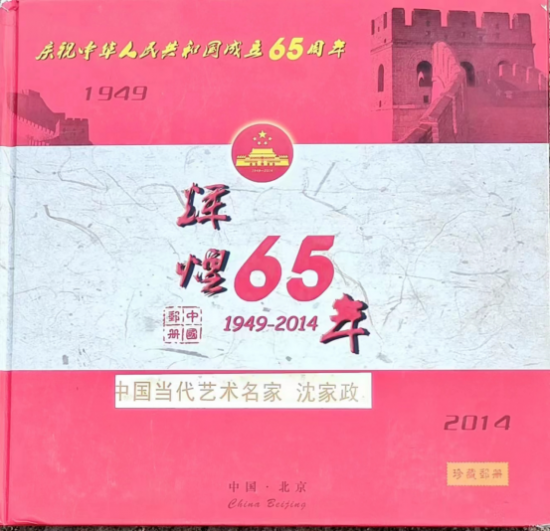 庆祝中华人民共和国成立65周年
1949
辉煌65年
1949-2014
中國
郵册
中国当代艺术名家 沈家政
2014
珍藏邮册
中国·北京
China Beijing